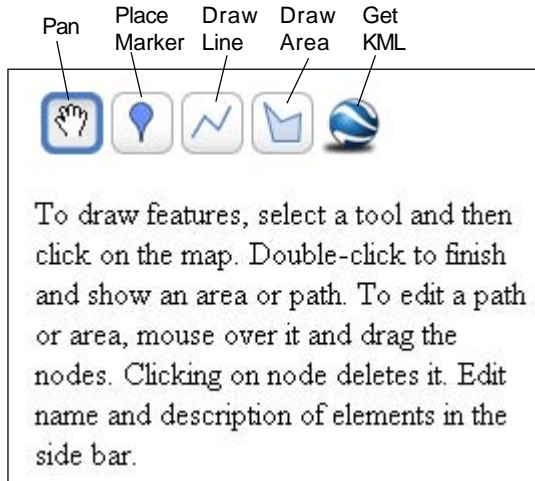 Pan Place Draw Draw Get
Marker Line Area KML
To draw features, select a tool and then
click on the map. Double-click to finish
and show an area or path. To edit a path
or area, mouse over it and drag the
nodes. Clicking on node deletes it. Edit
name and description of elements in the
side bar.